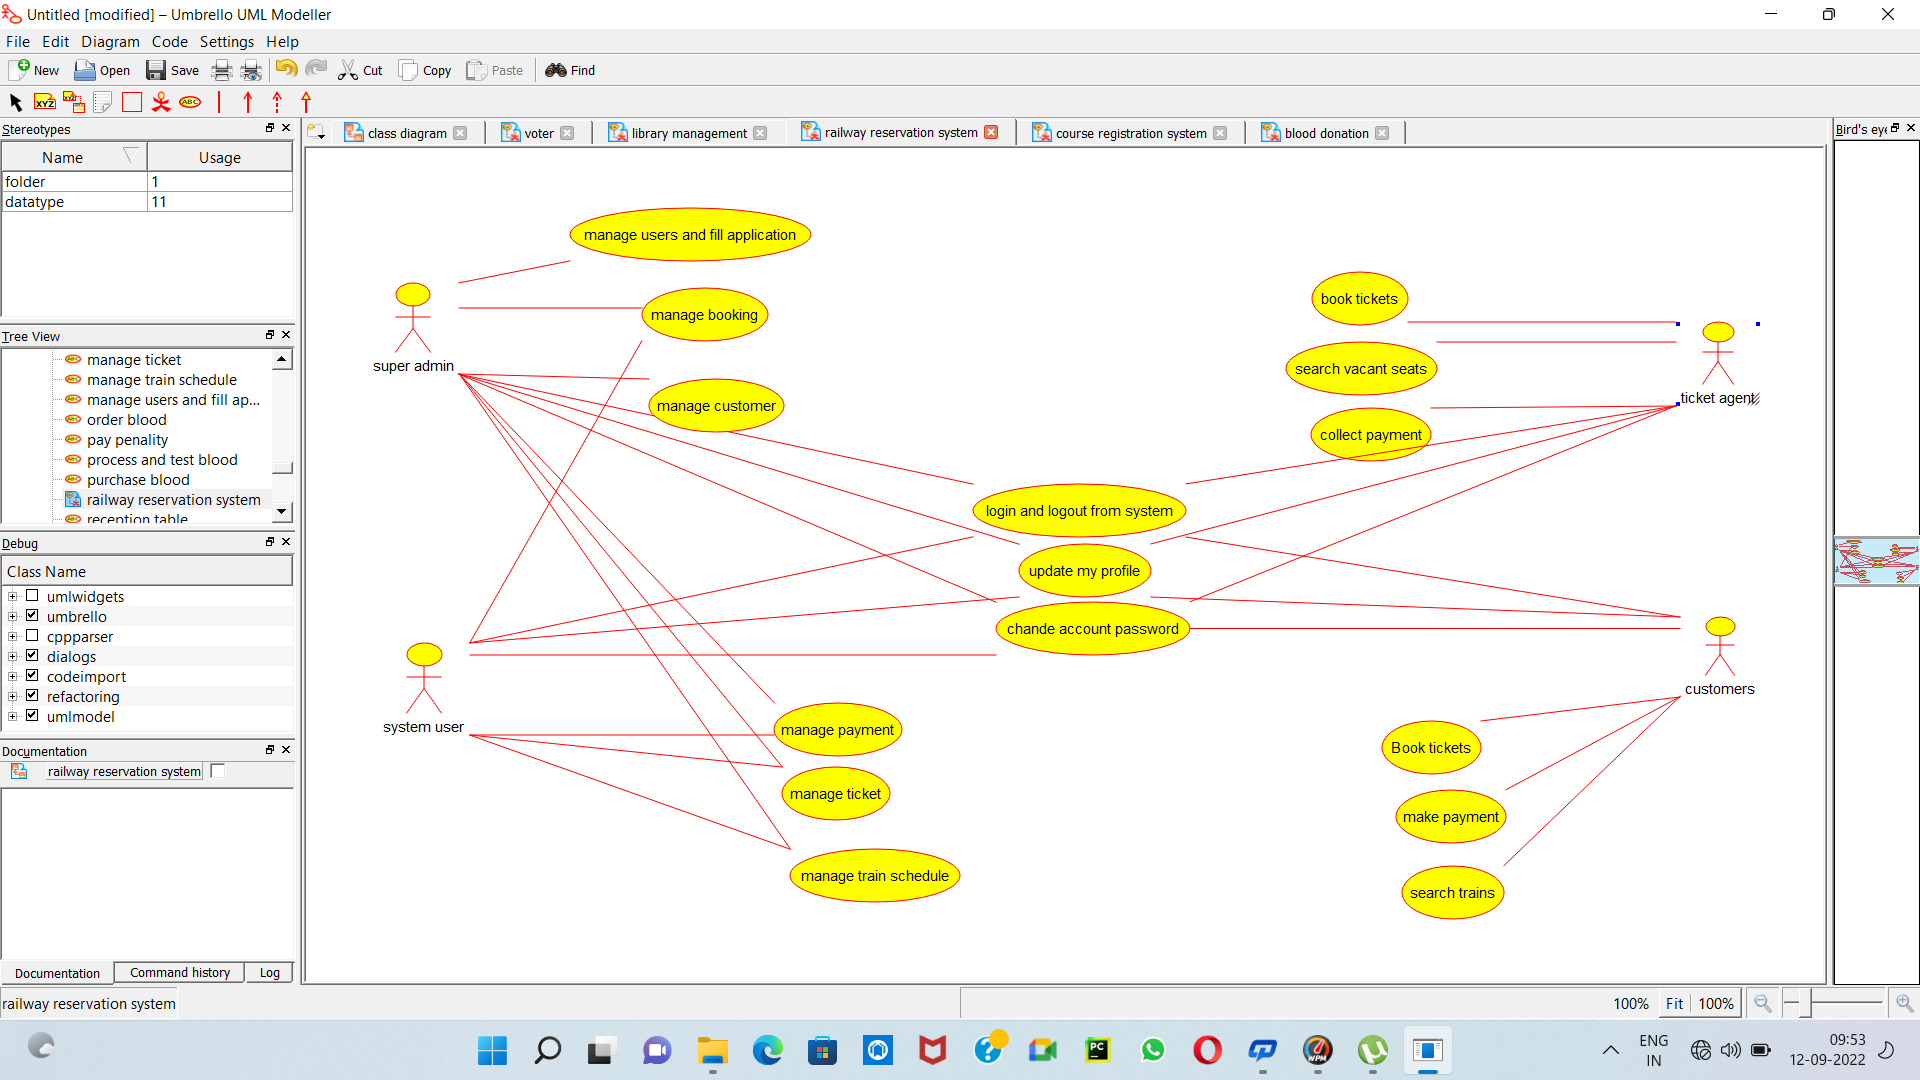 Untitled [modified] – Umbrello UML Modeller
File Edit Diagram Code Settings Help
New Open Save Cut Copy Paste Find
XYZ XYZ ABC
Stereotypes
Name Usage
folder 1
datatype 11
Tree View
manage ticket
manage train schedule
manage users and fill ap...
order blood
pay penality
process and test blood
purchase blood
railway reservation system
reception table
Debug
Class Name
umlwidgets
umbrello
cppparser
dialogs
codeimport
refactoring
umlmodel
Documentation
railway reservation system
Documentation Command history Log
class diagram voter library management railway reservation system course registration system blood donation
Bird's eye
manage users and fill application
manage booking
super admin
manage customer
book tickets
search vacant seats
ticket agent
collect payment
login and logout from system
update my profile
chande account password
system user
customers
manage payment
manage ticket
manage train schedule
Book tickets
make payment
search trains
railway reservation system
100% Fit 100%
PC
WPM
ENG
IN
09:53
12-09-2022